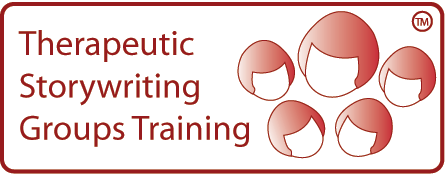 Therapeutic
Storywriting
Groups Training
TM